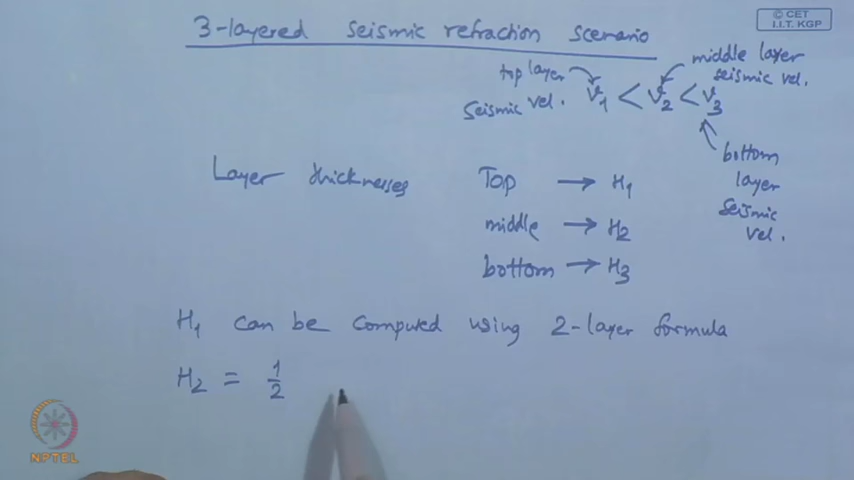 © CET
I.I.T. KGP
3-layered seismic refraction scenario
top layer
seismic vel.
V1 < V2 < V3
middle layer
seismic vel.
bottom
layer
seismic
vel.
Layer thicknesses
Top → H1
middle → H2
bottom → H3
H1 can be computed using 2-layer formula
H2 = 1/2
NPTEL